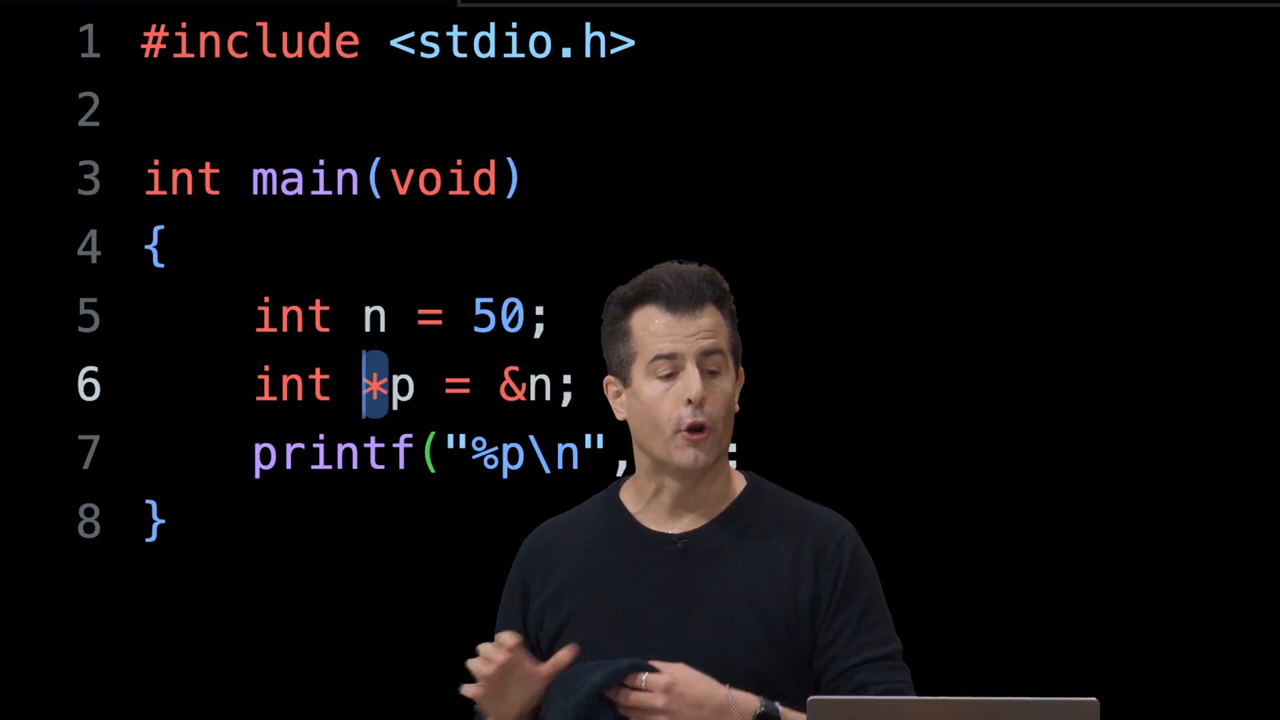 1 #include <stdio.h>
2
3 int main(void)
4 {
5 int n = 50;
6 int *p = &n;
7 printf("%p\n", ;
8 }